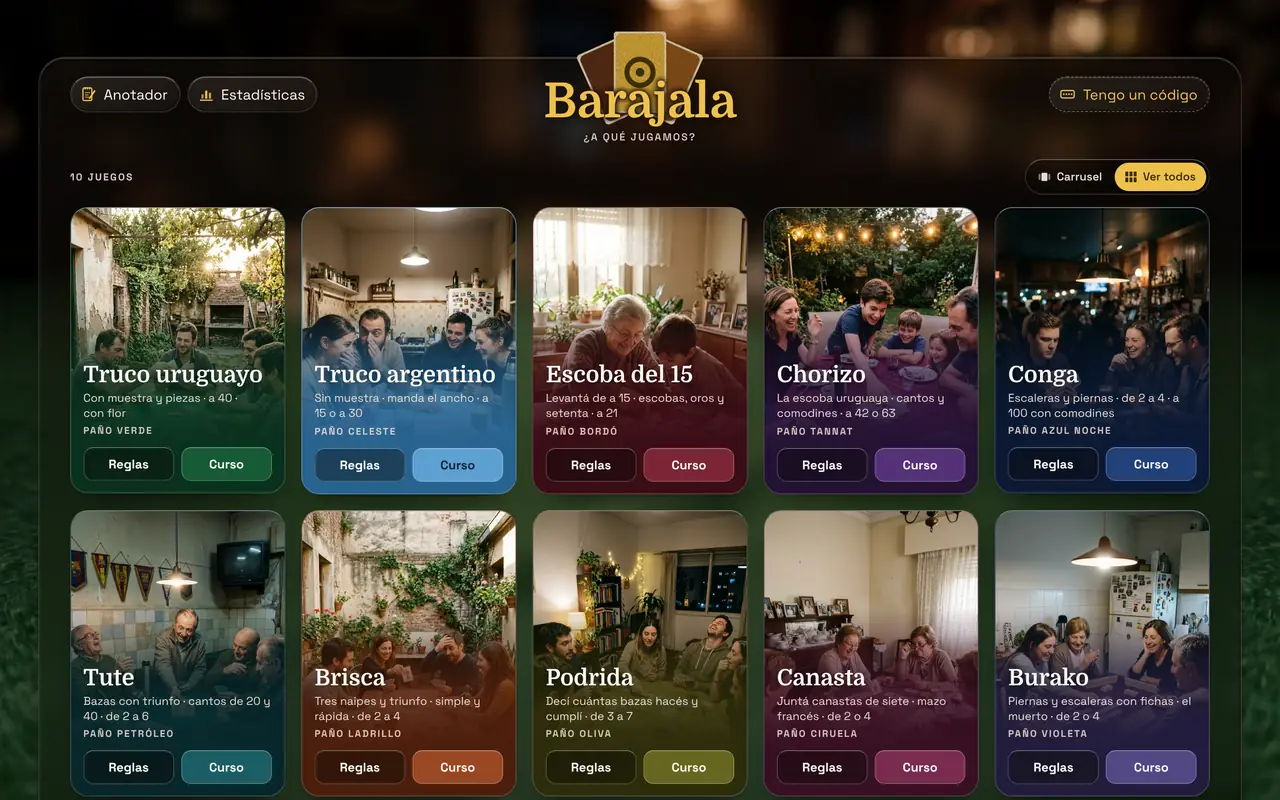 Anotador
Estadísticas
Barajala
¿A QUÉ JUGAMOS?
Tengo un código
10 JUEGOS
Carrusel
Ver todos
Truco uruguayo
Con muestra y piezas · a 40 ·
con flor
PAÑO VERDE
Reglas
Curso
Truco argentino
Sin muestra · manda el ancho · a
15 o a 30
PAÑO CELESTE
Reglas
Curso
Escoba del 15
Levantá de a 15 · escobas, oros y
setenta · a 21
PAÑO BORDÓ
Reglas
Curso
Chorizo
La escoba uruguaya · cantos y
comodines · a 42 o 63
PAÑO TANNAT
Reglas
Curso
Conga
Escaleras y piernas · de 2 a 4 · a
100 con comodines
PAÑO AZUL NOCHE
Reglas
Curso
Tute
Bazas con triunfo · cantos de 20 y
40 · de 2 a 6
PAÑO PETRÓLEO
Reglas
Curso
Brisca
Tres naipes y triunfo · simple y
rápida · de 2 a 4
PAÑO LADRILLO
Reglas
Curso
Podrida
Decí cuántas bazas hacés y
cumplí · de 3 a 7
PAÑO OLIVA
Reglas
Curso
Canasta
Juntá canastas de siete · mazo
francés · de 2 o 4
PAÑO CIRUELA
Reglas
Curso
Burako
Piernas y escaleras con fichas · el
muerto · de 2 o 4
PAÑO VIOLETA
Reglas
Curso